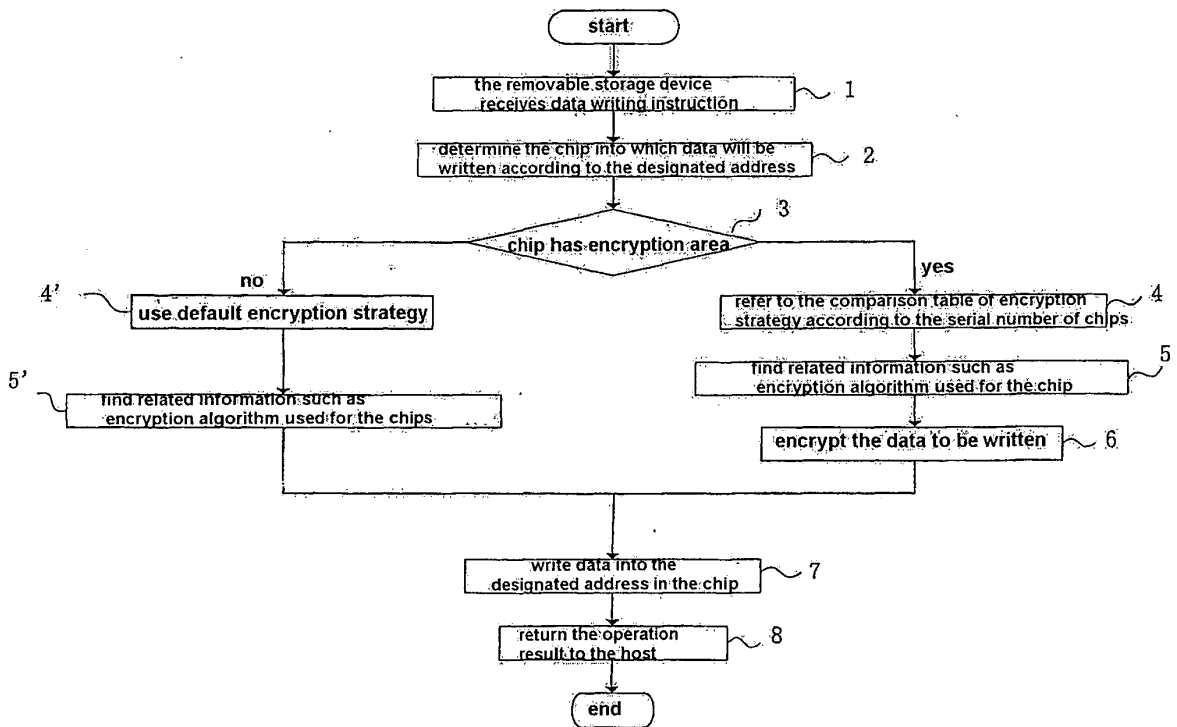 start
the removable storage device
receives data writing instruction
1
determine the chip into which data will be
written according to the designated address
2
3
chip has encryption area
no
yes
4'
use default encryption strategy
refer to the comparison table of encryption
strategy according to the serial number of chips
4
5'
find related information such as
encryption algorithm used for the chips
find related information such as
encryption algorithm used for the chip
5
encrypt the data to be written
6
write data into the
designated address in the chip
7
return the operation
result to the host
8
end